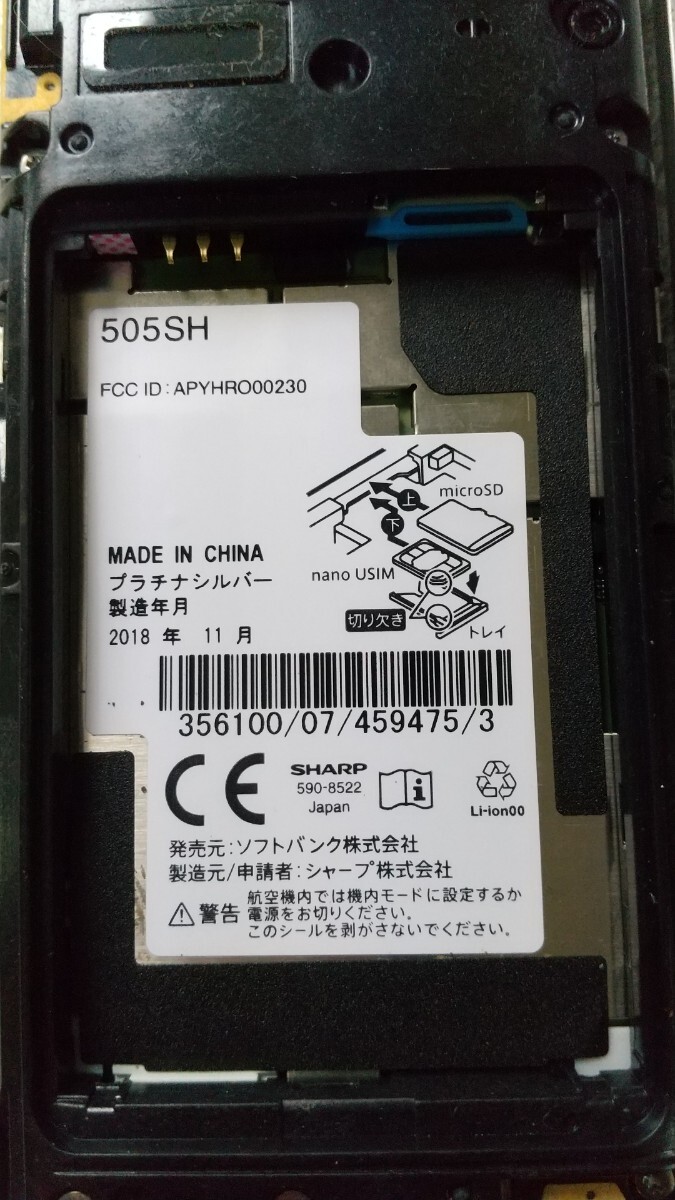 505SH
FCC ID : APYHRO00230
microSD
上
下
nano USIM
切り欠き
トレイ
MADE IN CHINA
プラチナシルバー
製造年月
2018 年 11 月
356100/07/459475/3
CE
SHARP
590-8522
Japan
i
Li-ion00
発売元:ソフトバンク株式会社
製造元/申請者:シャープ株式会社
警告
航空機内では機内モードに設定するか
電源をお切りください。
このシールを剥がさないでください。